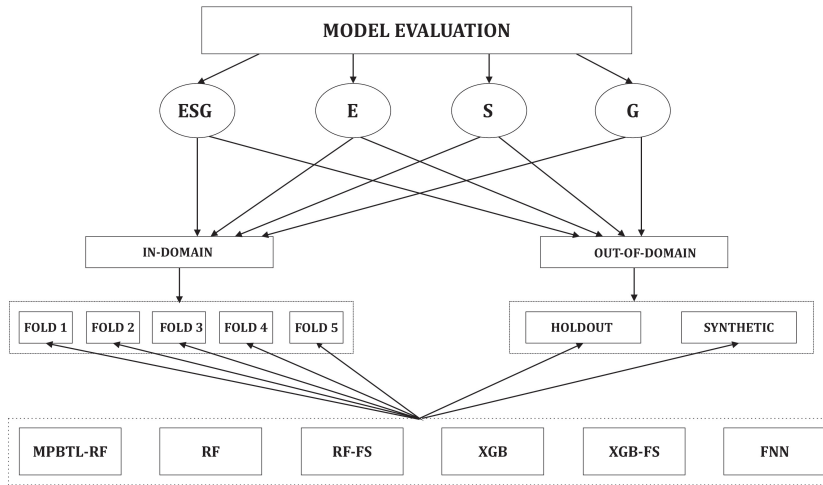 MODEL EVALUATION
ESG
E
S
G
IN-DOMAIN
OUT-OF-DOMAIN
FOLD 1
FOLD 2
FOLD 3
FOLD 4
FOLD 5
HOLDOUT
SYNTHETIC
MPBTL-RF
RF
RF-FS
XGB
XGB-FS
FNN